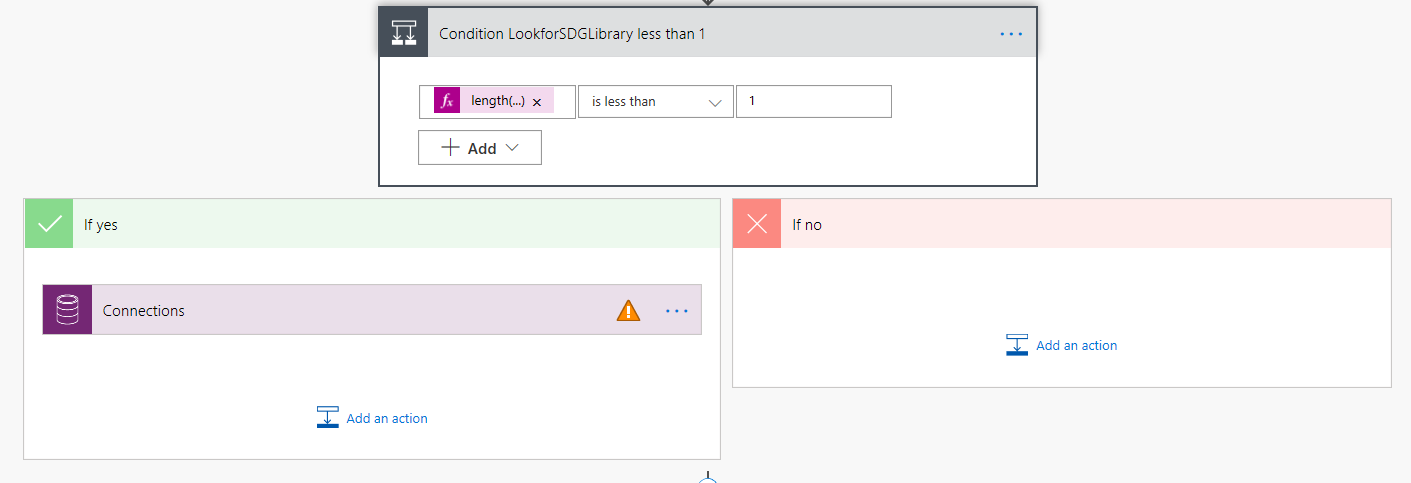 Condition LookforSDGLibrary less than 1
fx length(...) × is less than 1
Add
If yes
If no
Connections
Add an action
Add an action